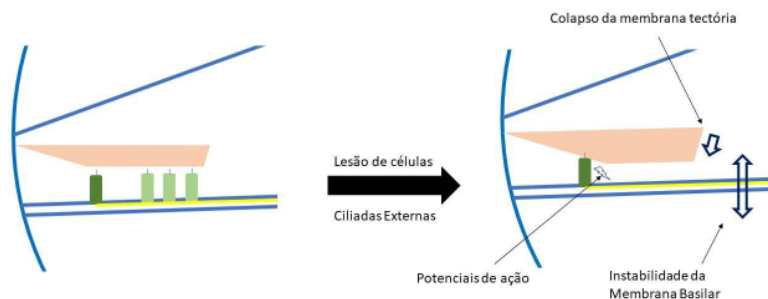 Colapso da membrana tectória
Lesão de células
Ciliadas Externas
Potenciais de ação
Instabilidade da
Membrana Basilar